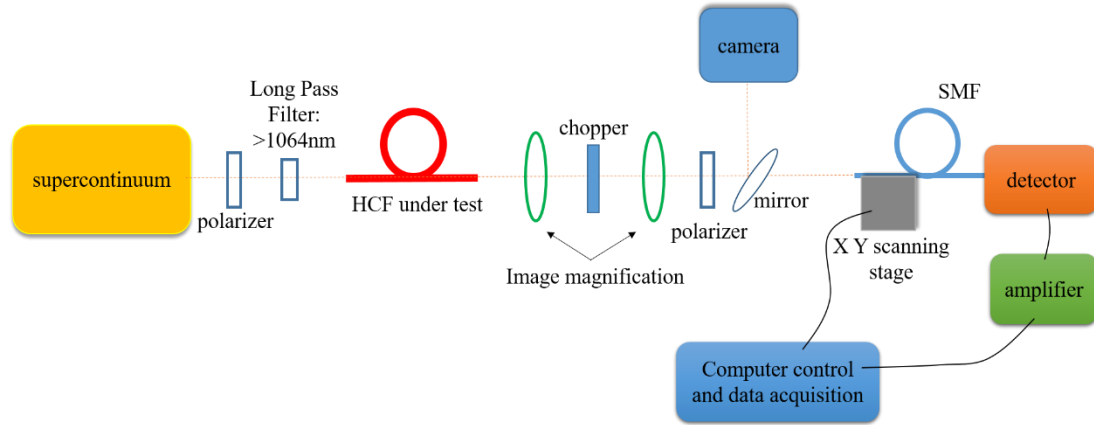 supercontinuum
polarizer
Long Pass
Filter:
>1064nm
HCF under test
chopper
Image magnification
polarizer
camera
mirror
SMF
X Y scanning
stage
detector
amplifier
Computer control
and data acquisition